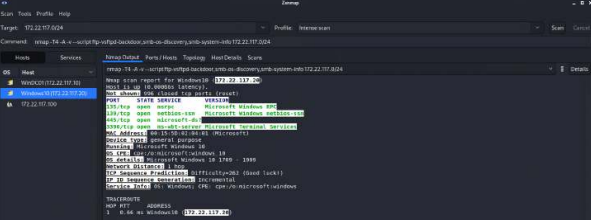 Zenmap
Scan Tools Profile Help
Target: 172.22.117.0/24 Profile: Intense scan Scan Cancel
Command: nmap -T4 -A -v --script ftp-vsftpd-backdoor,smb-os-discovery,smb-system-info 172.22.117.0/24
Hosts Services Nmap Output Ports / Hosts Topology Host Details Scans
OS Host nmap -T4 -A -v --script ftp-vsftpd-backdoor,smb-os-discovery,smb-system-info 172.22.117.0/24 Details
WinDC01 (172.22.117.10)
Windows10 (172.22.117.20)
172.22.117.100
Nmap scan report for Windows10 (172.22.117.20)
Host is up (0.00066s latency).
Not shown: 996 closed tcp ports (reset)
PORT STATE SERVICE VERSION
135/tcp open msrpc Microsoft Windows RPC
139/tcp open netbios-ssn Microsoft Windows netbios-ssn
445/tcp open microsoft-ds?
3390/tcp open ms-wbt-server Microsoft Terminal Services
MAC Address: 00:15:5D:02:04:01 (Microsoft)
Device type: general purpose
Running: Microsoft Windows 10
OS CPE: cpe:/o:microsoft:windows_10
OS details: Microsoft Windows 10 1709 - 1909
Network Distance: 1 hop
TCP Sequence Prediction: Difficulty=262 (Good luck!)
IP ID Sequence Generation: Incremental
Service Info: OS: Windows; CPE: cpe:/o:microsoft:windows
TRACEROUTE
HOP RTT ADDRESS
1 0.66 ms Windows10 (172.22.117.20)